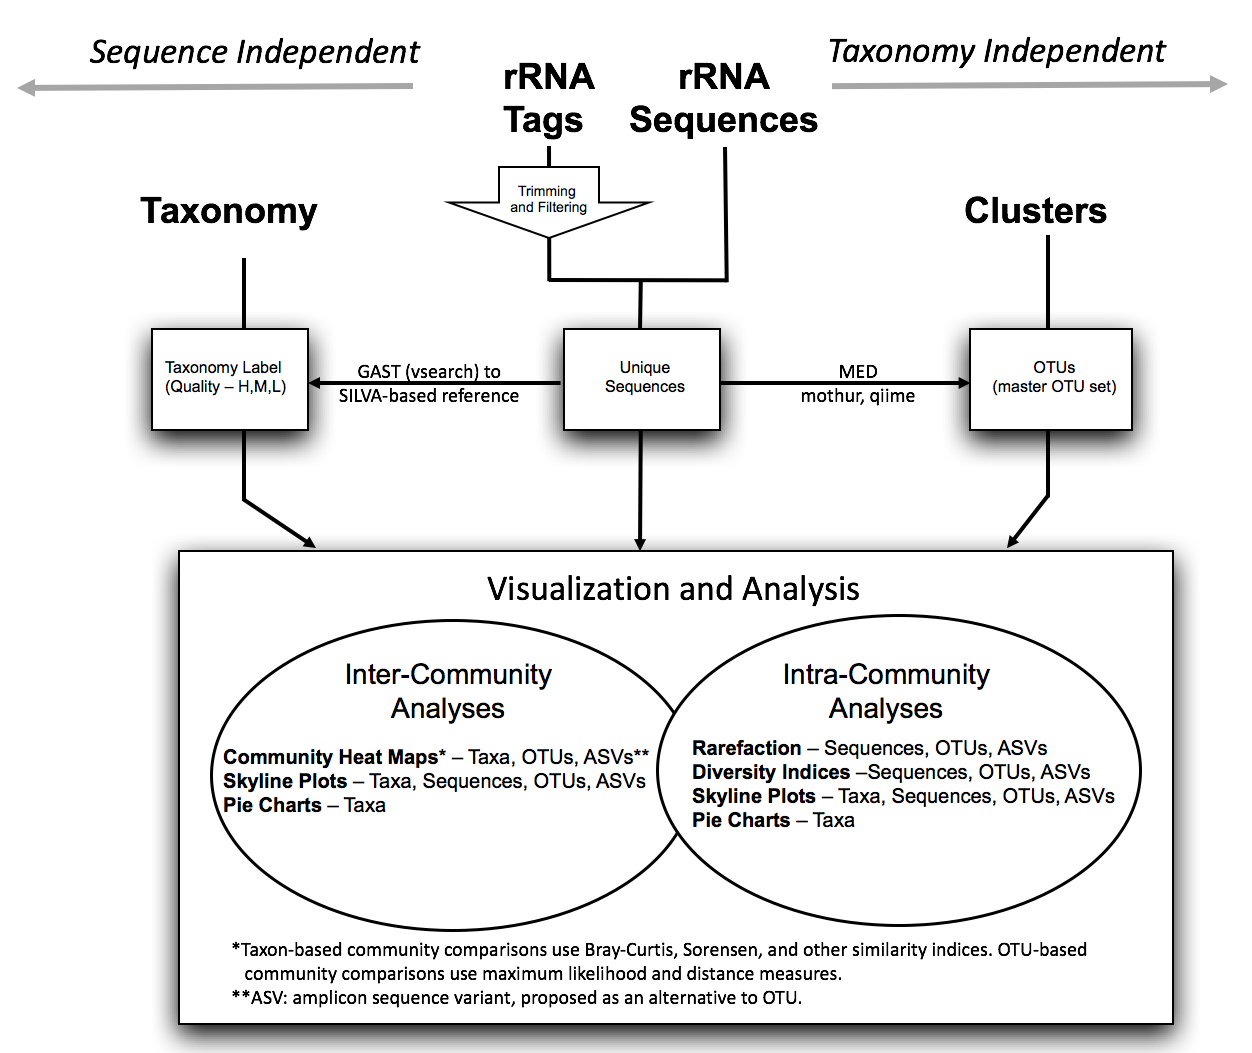 Sequence Independent
Taxonomy Independent
rRNA
Tags
rRNA
Sequences
Trimming
and Filtering
Taxonomy
Clusters
Taxonomy Label
(Quality – H,M,L)
GAST (vsearch) to
SILVA-based reference
Unique
Sequences
MED
mothur, qiime
OTUs
(master OTU set)
Visualization and Analysis
Inter-Community
Analyses
Community Heat Maps* – Taxa, OTUs, ASVs**
Skyline Plots – Taxa, Sequences, OTUs, ASVs
Pie Charts – Taxa
Intra-Community
Analyses
Rarefaction – Sequences, OTUs, ASVs
Diversity Indices –Sequences, OTUs, ASVs
Skyline Plots – Taxa, Sequences, OTUs, ASVs
Pie Charts – Taxa
*Taxon-based community comparisons use Bray-Curtis, Sorensen, and other similarity indices. OTU-based
community comparisons use maximum likelihood and distance measures.
**ASV: amplicon sequence variant, proposed as an alternative to OTU.